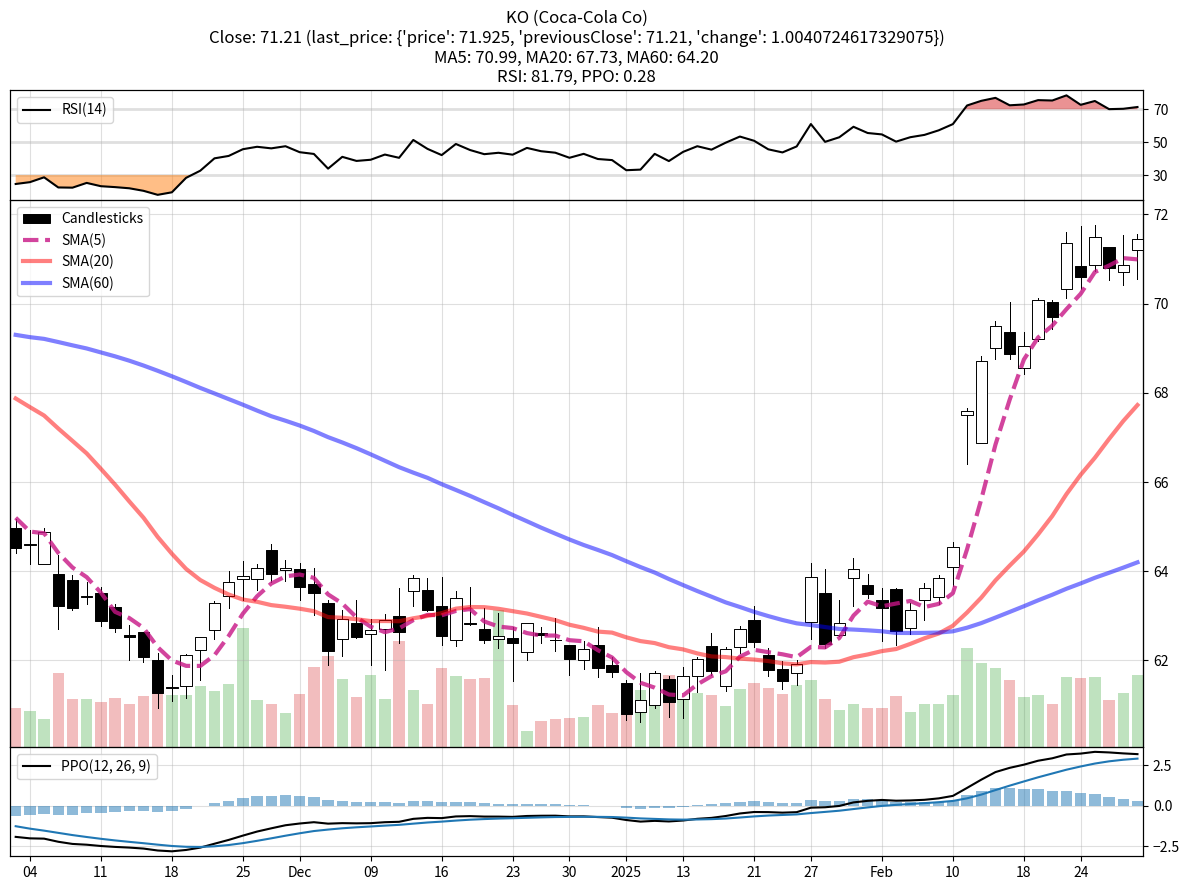 KO (Coca-Cola Co)
Close: 71.21 (last_price: {'price': 71.925, 'previousClose': 71.21, 'change': 1.0040724617329075})
MA5: 70.99, MA20: 67.73, MA60: 64.20
RSI: 81.79, PPO: 0.28
RSI(14)
70
50
30
Candlesticks
SMA(5)
SMA(20)
SMA(60)
72
70
68
66
64
62
PPO(12, 26, 9)
2.5
0.0
−2.5
04 11 18 25 Dec 09 16 23 30 2025 13 21 27 Feb 10 18 24